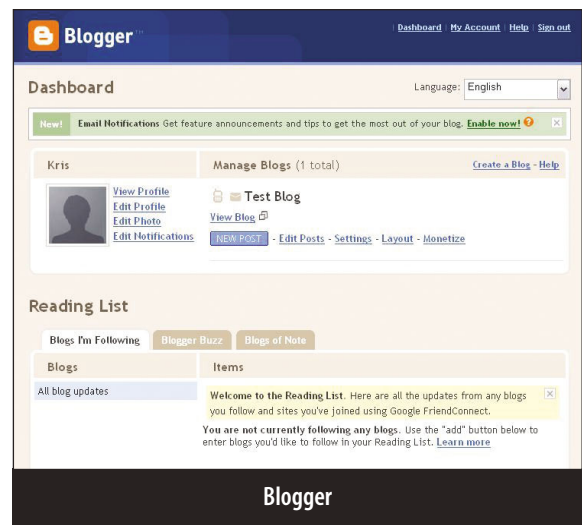 Blogger™
Dashboard | My Account | Help | Sign out
Dashboard
Language: English
New! Email Notifications Get feature announcements and tips to get the most out of your blog. Enable now!
Kris
Manage Blogs (1 total)
Create a Blog - Help
View Profile
Edit Profile
Edit Photo
Edit Notifications
Test Blog
View Blog
NEW POST - Edit Posts - Settings - Layout - Monetize
Reading List
Blogs I'm Following
Blogger Buzz
Blogs of Note
Blogs
Items
All blog updates
Welcome to the Reading List. Here are all the updates from any blogs
you follow and sites you've joined using Google FriendConnect.
You are not currently following any blogs. Use the "add" button below to
enter blogs you'd like to follow in your Reading List. Learn more
Blogger